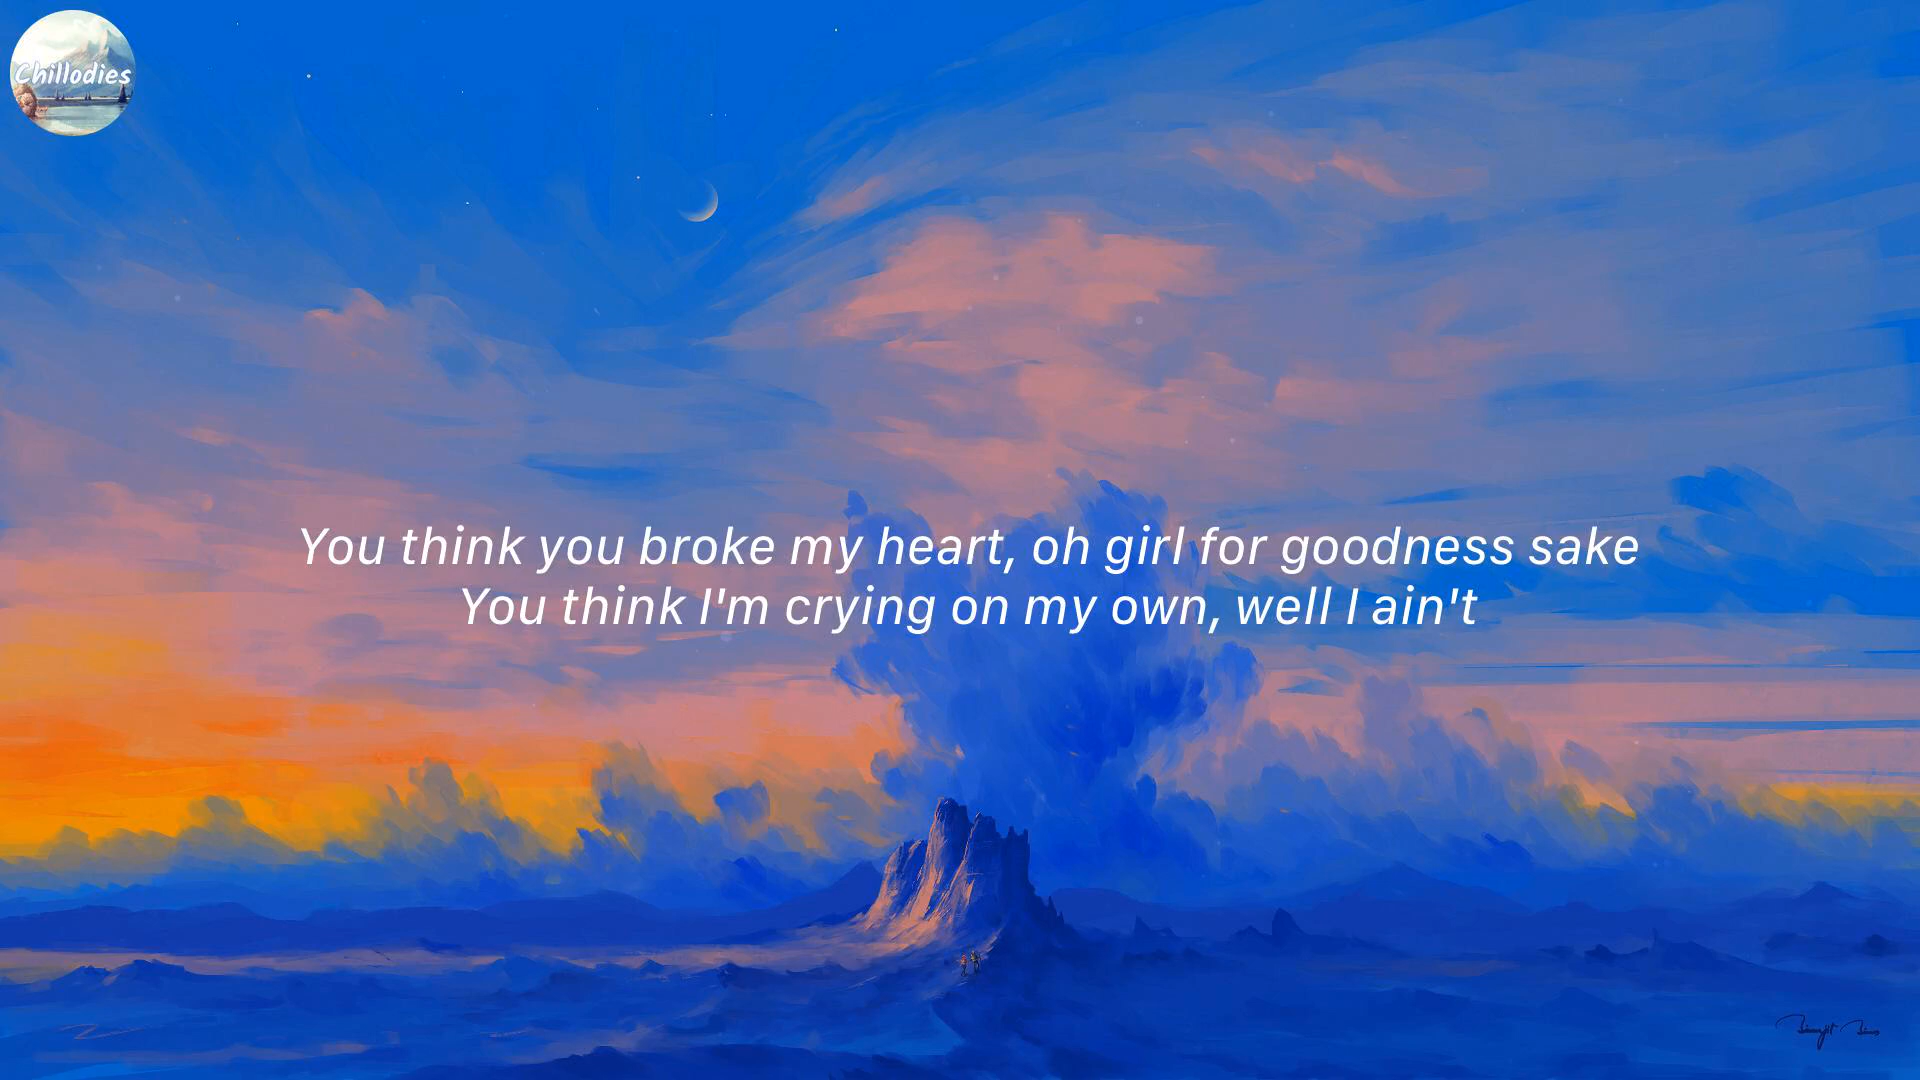 Chillodies
You think you broke my heart, oh girl for goodness sake
You think I'm crying on my own, well I ain't